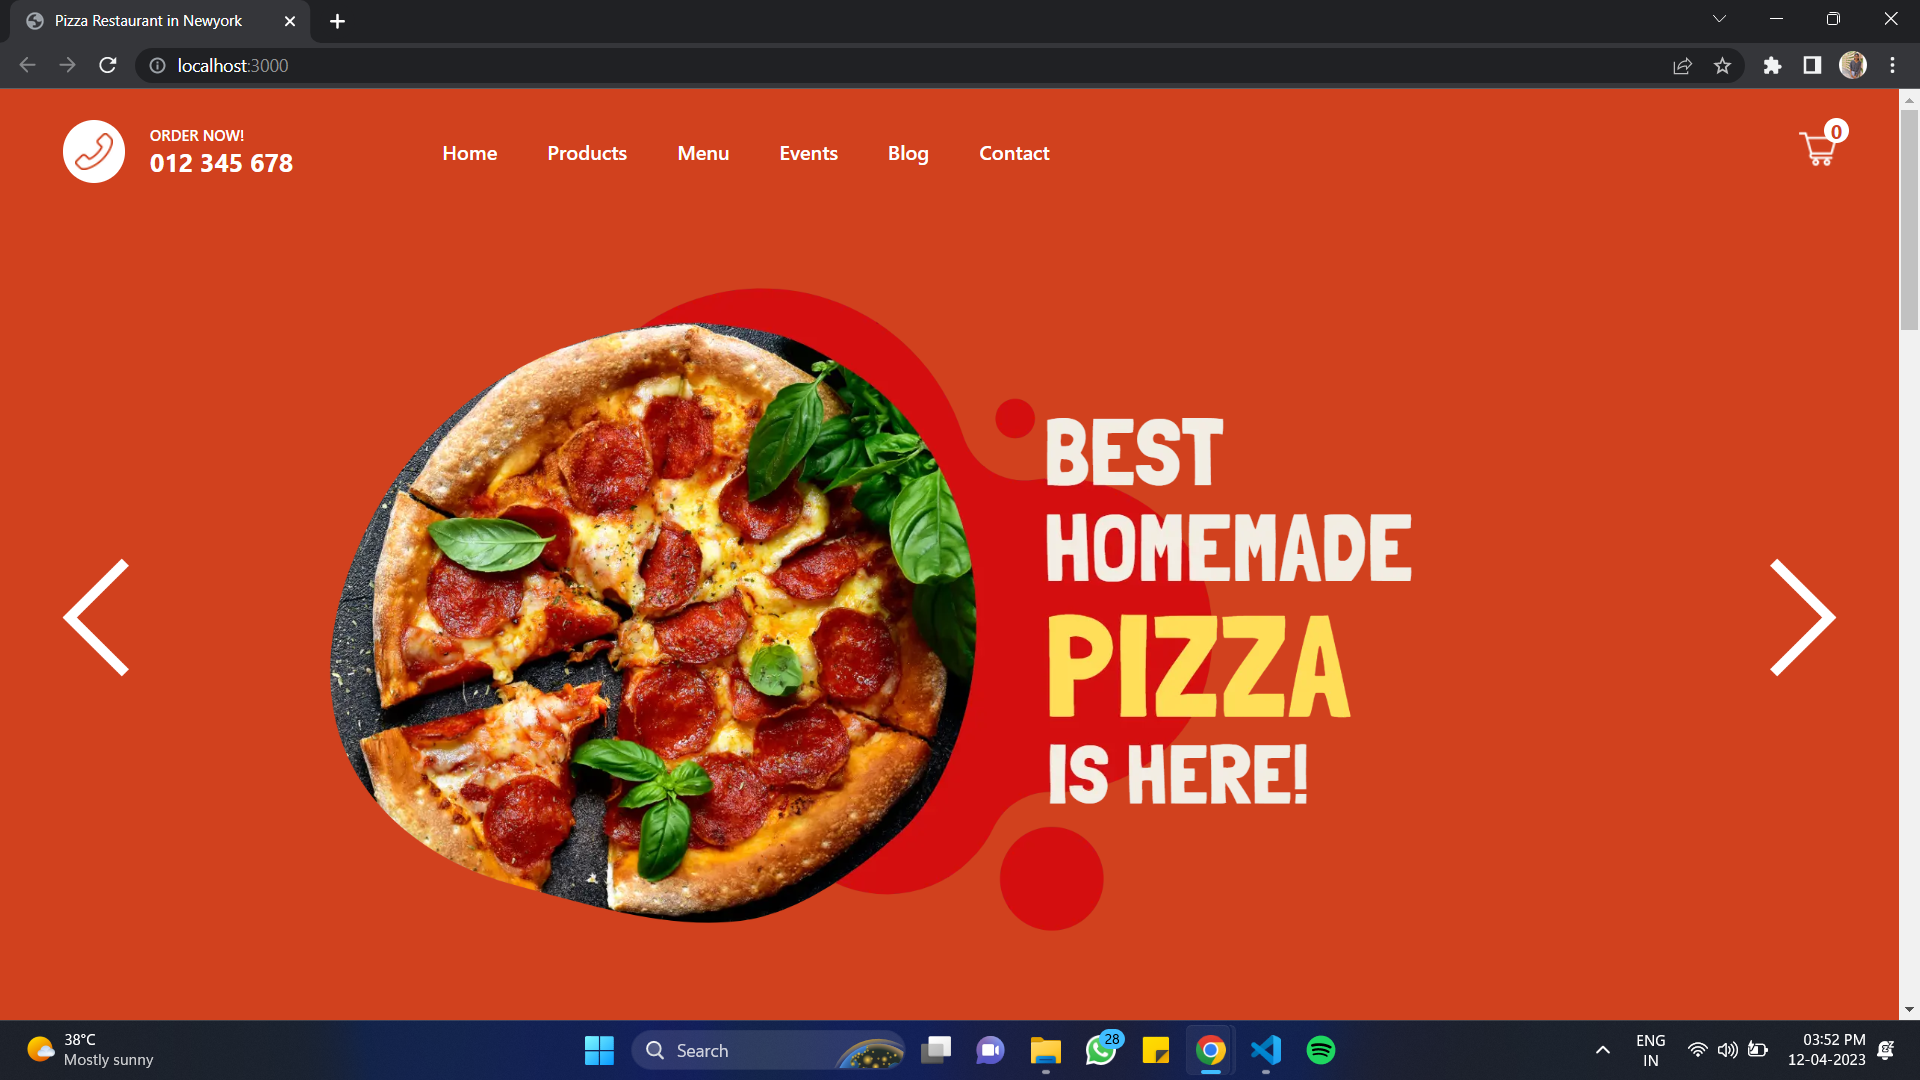 Pizza Restaurant in Newyork
localhost:3000
ORDER NOW!
012 345 678
Home Products Menu Events Blog Contact
0
BEST
HOMEMADE
PIZZA
IS HERE!
38°C
Mostly sunny
Search
28
ENG
IN
03:52 PM
12-04-2023